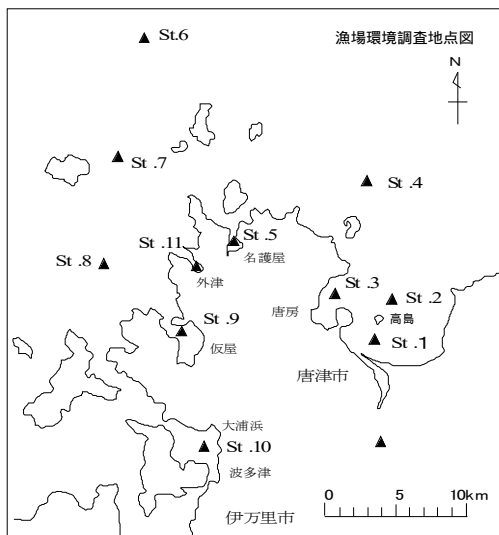 漁場環境調査地点図
N
St.6
St .7
St .4
St .5
名護屋
St .8
St .11
外津
St .3
St .2
唐房
高島
St .9
St .1
仮屋
唐津市
大浦浜
St .10
波多津
伊万里市
0 5 10km